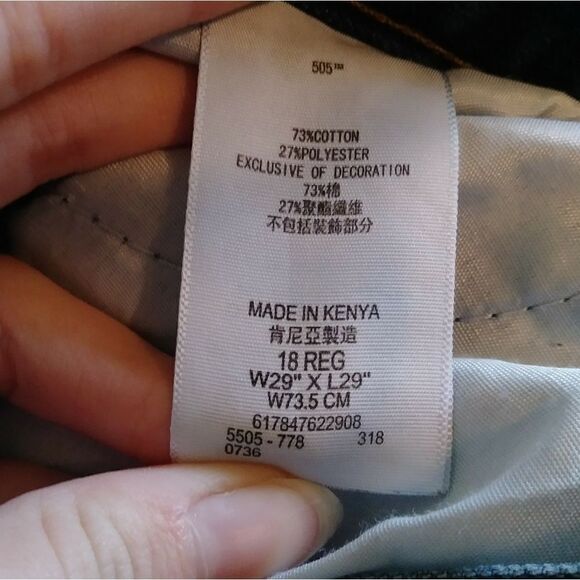 505™
73%COTTON
27%POLYESTER
EXCLUSIVE OF DECORATION
73%棉
27%聚酯纖維
不包括裝飾部分
MADE IN KENYA
肯尼亞製造
18 REG
W29" X L29"
W73.5 CM
617847622908
5505-778 318
0736